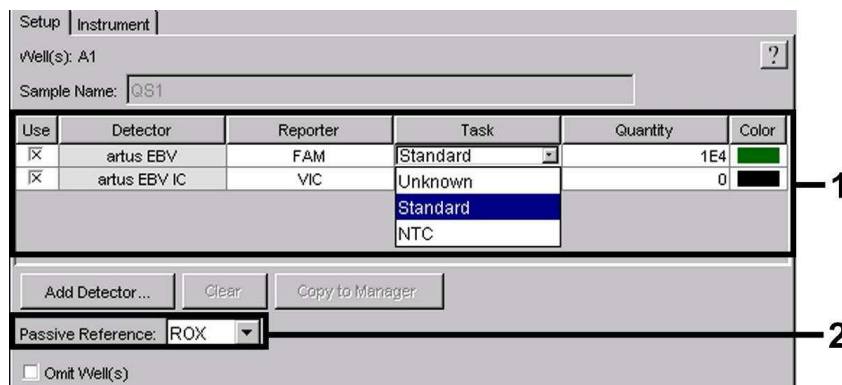 Setup Instrument
Well(s): A1
?
Sample Name: QS1
Use Detector Reporter Task Quantity Color
artus EBV FAM Standard 1E4
artus EBV IC VIC 0
Unknown
Standard
NTC
1
Add Detector... Clear Copy to Manager
Passive Reference: ROX
2
Omit Well(s)